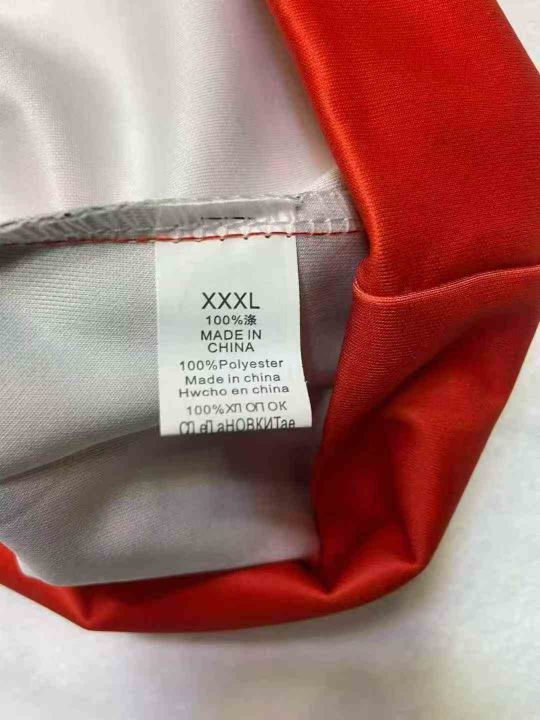 XXXL
100%涤
MADE IN
CHINA
100%Polyester
Made in china
Hwcho en china
100%ХЛ ОП ОК
СП еП аНОВКИТае